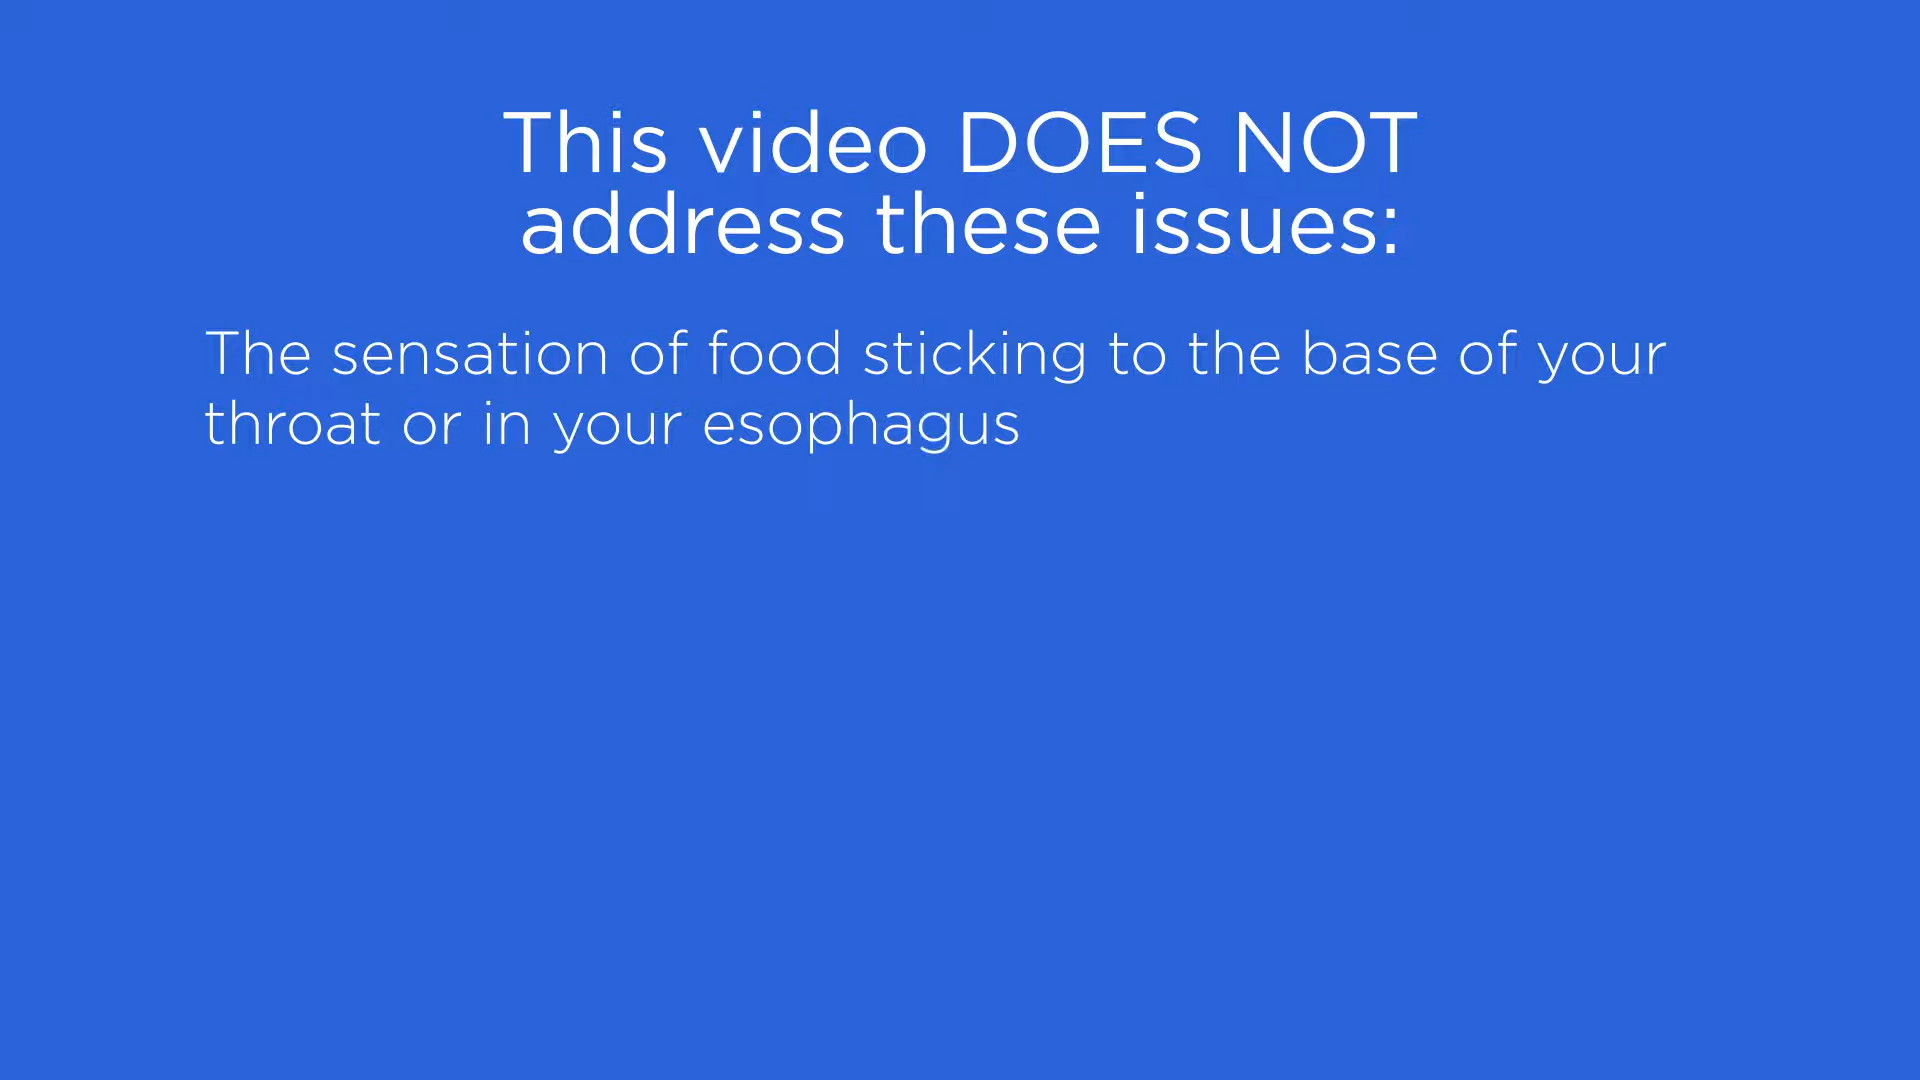 This video DOES NOT
address these issues:
The sensation of food sticking to the base of your
throat or in your esophagus